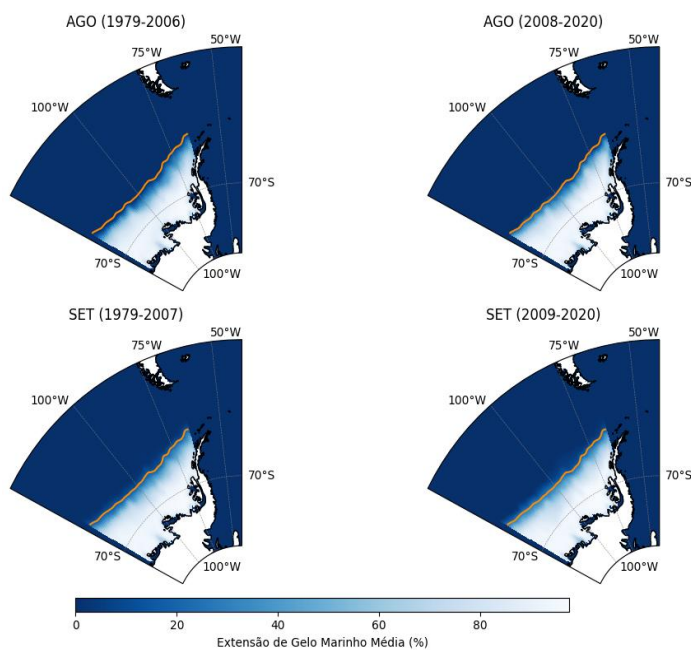 AGO (1979-2006)
50°W
75°W
100°W
70°S
70°S
100°W
AGO (2008-2020)
50°W
75°W
100°W
70°S
70°S
100°W
SET (1979-2007)
50°W
75°W
100°W
70°S
70°S
100°W
SET (2009-2020)
50°W
75°W
100°W
70°S
70°S
100°W
0 20 40 60 80
Extensão de Gelo Marinho Média (%)